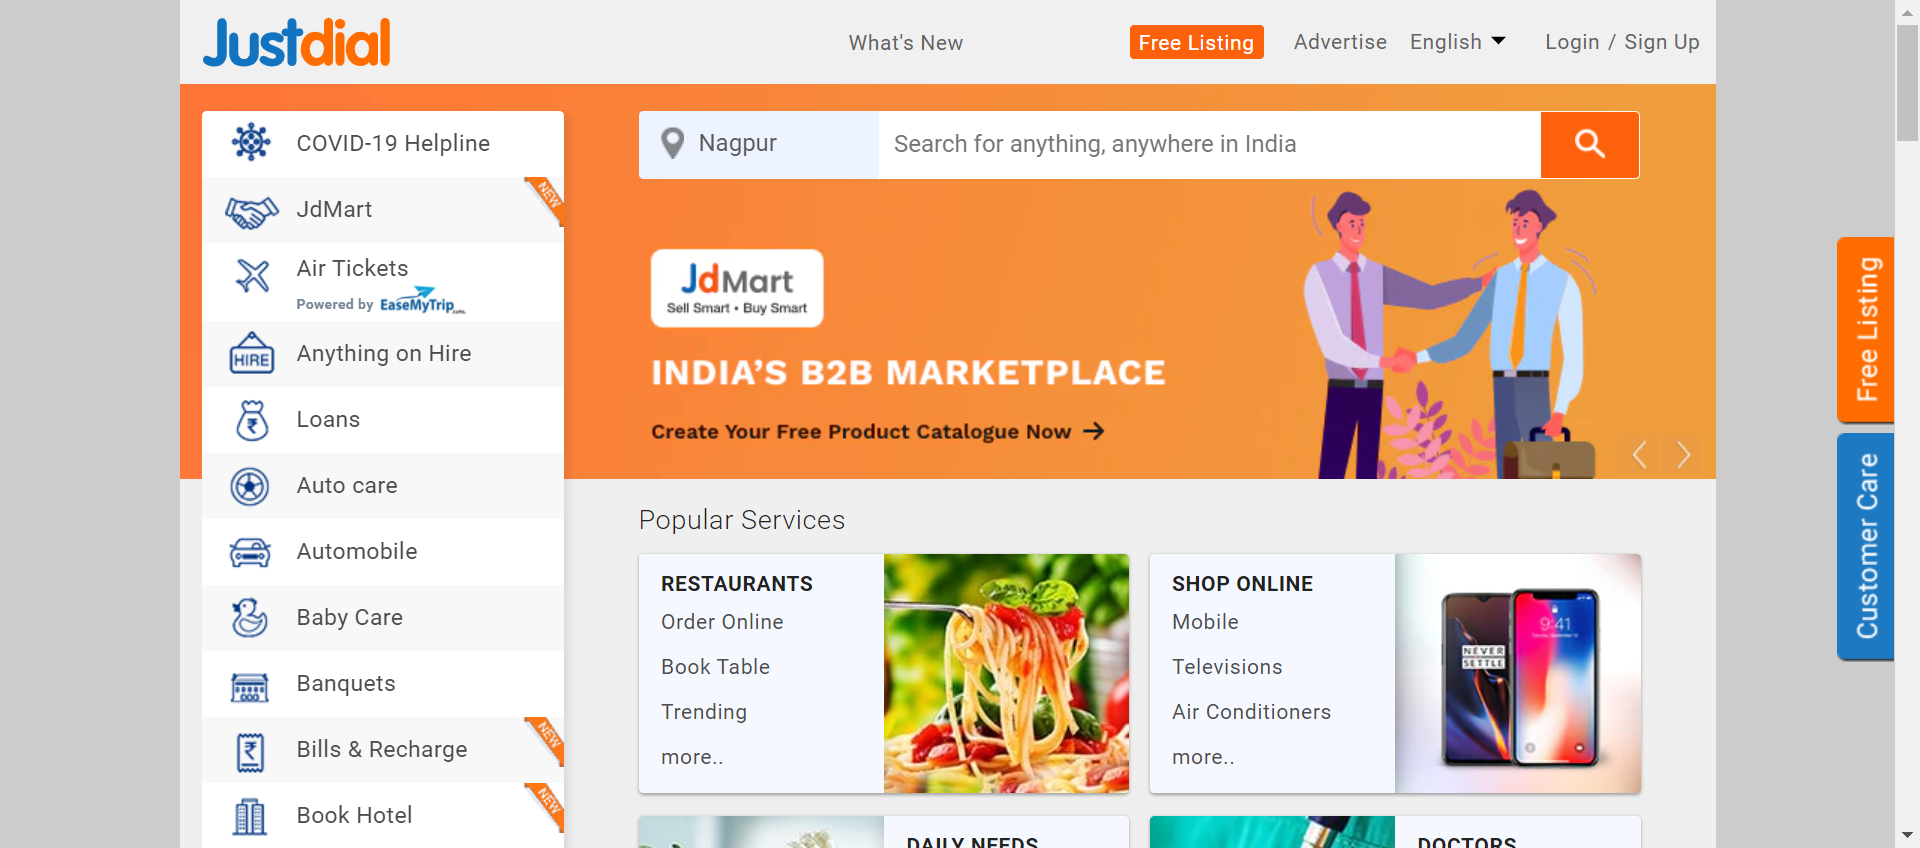 Justdial
What's New
Free Listing
Advertise
English
Login / Sign Up
COVID-19 Helpline
JdMart
NEW
Air Tickets
Powered by EaseMyTrip.com
HIRE
Anything on Hire
Loans
Auto care
Automobile
Baby Care
Banquets
Bills & Recharge
NEW
Book Hotel
NEW
Nagpur
Search for anything, anywhere in India
JdMart
Sell Smart • Buy Smart
INDIA'S B2B MARKETPLACE
Create Your Free Product Catalogue Now →
Popular Services
RESTAURANTS
Order Online
Book Table
Trending
more..
SHOP ONLINE
Mobile
Televisions
Air Conditioners
more..
NEVER
SETTLE
9:41
DAILY NEEDS
DOCTORS
Free Listing
Customer Care